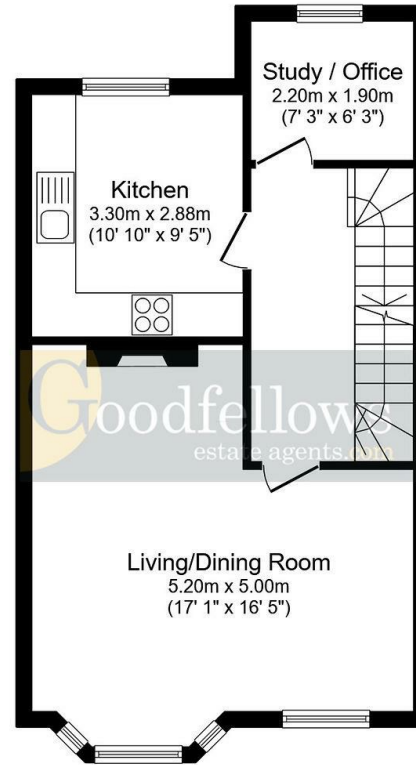 Study / Office
2.20m x 1.90m
(7' 3" x 6' 3")
Kitchen
3.30m x 2.88m
(10' 10" x 9' 5")
Goodfellows
estate agents.com
Living/Dining Room
5.20m x 5.00m
(17' 1" x 16' 5")